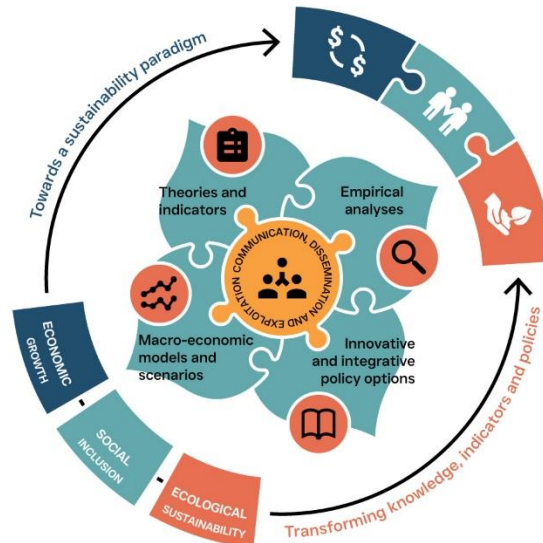 Towards a sustainability paradigm
$ $
Theories and
indicators
Empirical
analyses
COMMUNICATION, DISSEMINATION AND EXPLOITATION
Macro-economic
models and
scenarios
Innovative
and integrative
policy options
ECONOMIC
GROWTH
SOCIAL
INCLUSION
ECOLOGICAL
SUSTAINABILITY
Transforming knowledge, indicators and policies